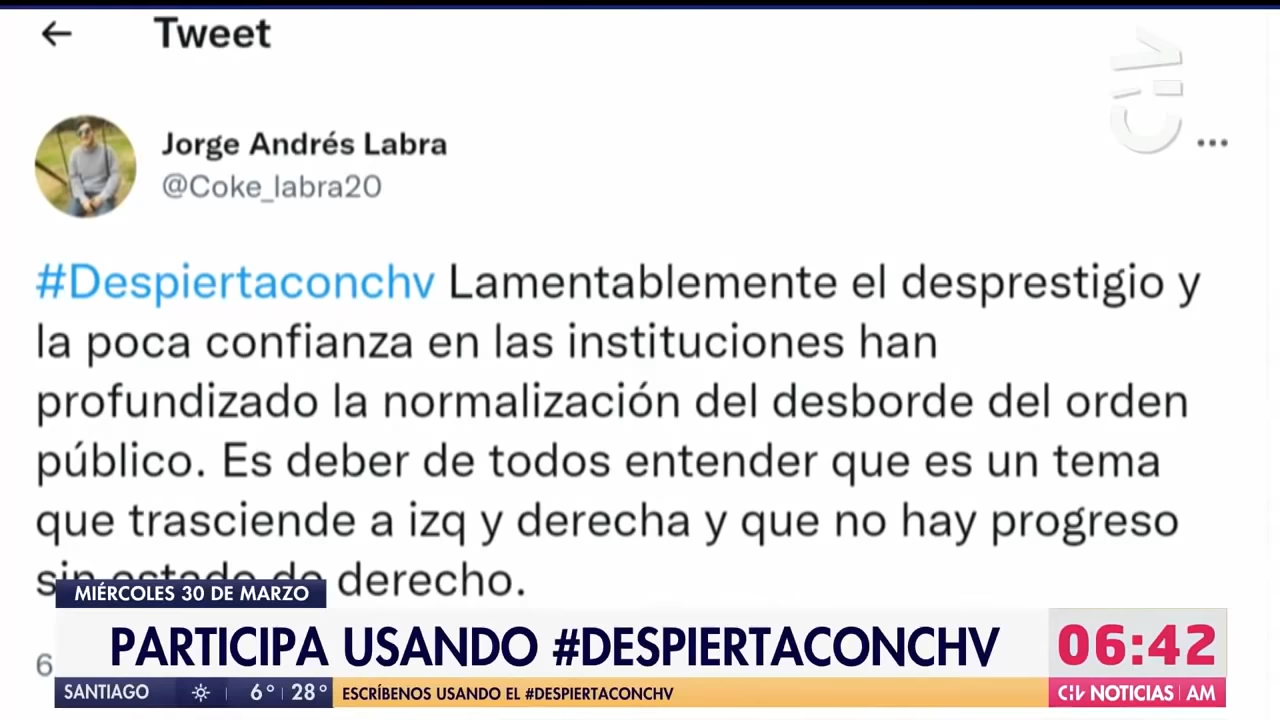 ← Tweet
CHV
Jorge Andrés Labra
@Coke_labra20
#Despiertaconchv Lamentablemente el desprestigio y
la poca confianza en las instituciones han
profundizado la normalización del desborde del orden
público. Es deber de todos entender que es un tema
que trasciende a izq y derecha y que no hay progreso
sin estado de derecho.
MIÉRCOLES 30 DE MARZO
PARTICIPA USANDO #DESPIERTACONCHV
06:42
6
SANTIAGO 6° 28° ESCRÍBENOS USANDO EL #DESPIERTACONCHV
CHV NOTICIAS AM